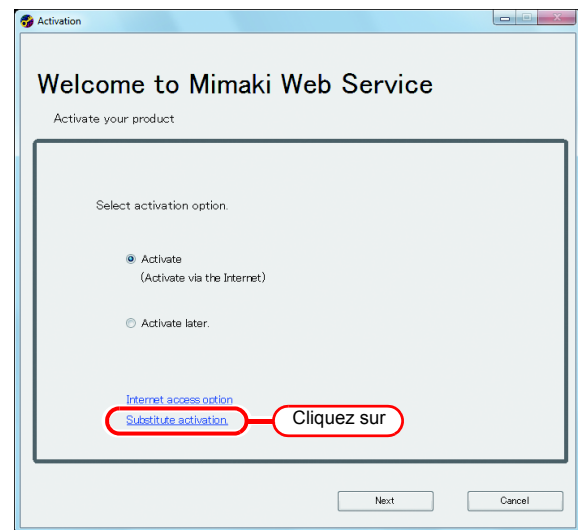 Activation
Welcome to Mimaki Web Service
Activate your product
Select activation option.
Activate
(Activate via the Internet)
Activate later.
Internet access option
Substitute activation.
Cliquez sur
Next
Cancel